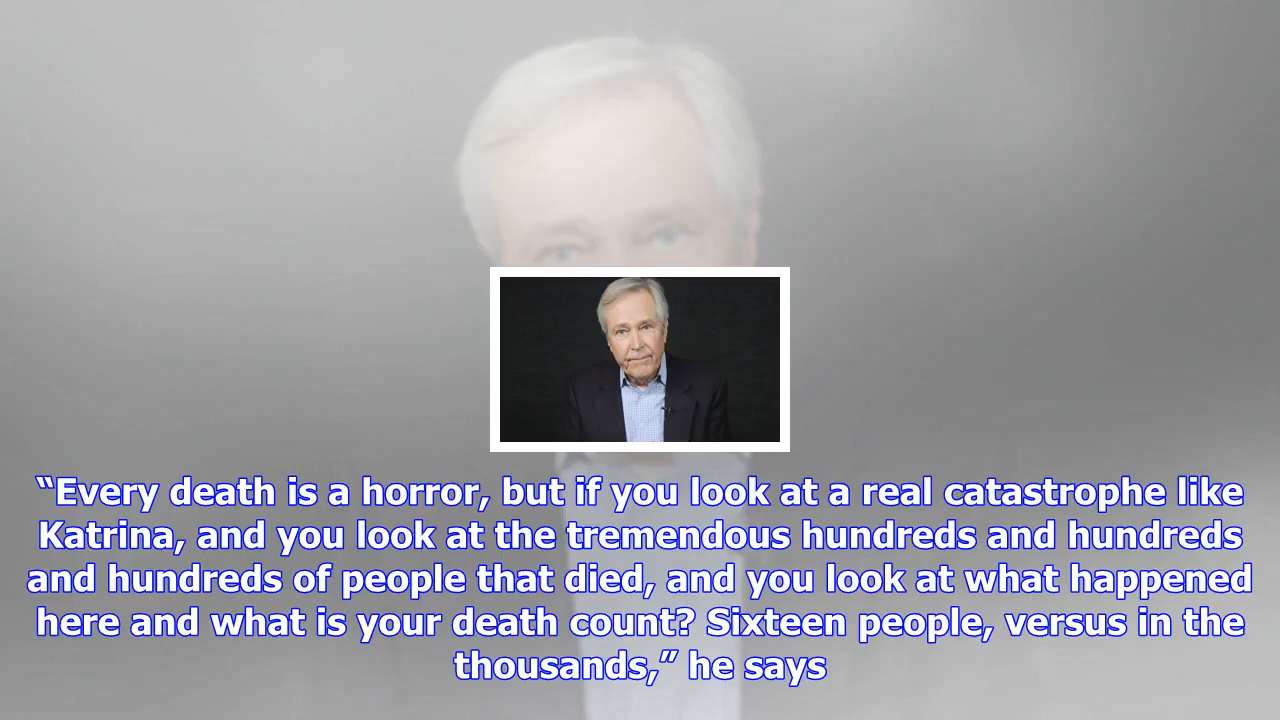 “Every death is a horror, but if you look at a real catastrophe like
Katrina, and you look at the tremendous hundreds and hundreds
and hundreds of people that died, and you look at what happened
here and what is your death count? Sixteen people, versus in the
thousands,” he says